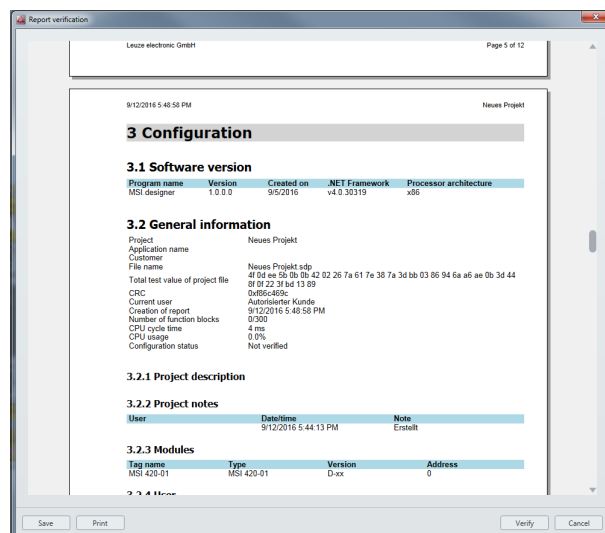 Report verification
Leuze electronic GmbH Page 5 of 12
9/12/2016 5:48:58 PM Neues Projekt
3 Configuration
3.1 Software version
Program name Version Created on .NET Framework Processor architecture
MSI.designer 1.0.0.0 9/5/2016 v4.0.30319 x86
3.2 General information
Project Neues Projekt
Application name
Customer
File name Neues Projekt.sdp
Total test value of project file 4f 0d ee 5b 0b 0b 42 02 26 7a 61 7e 38 7a 3d bb 03 86 94 6a a6 ae 0b 3d 44
8f 0f 22 3f bd 13 89
CRC 0xf86c469c
Current user Autorisierter Kunde
Creation of report 9/12/2016 5:48:58 PM
Number of function blocks 0/300
CPU cycle time 4 ms
CPU usage 0.0%
Configuration status Not verified
3.2.1 Project description
3.2.2 Project notes
User Date/time Note
9/12/2016 5:44:13 PM Erstellt
3.2.3 Modules
Tag name Type Version Address
MSI 420-01 MSI 420-01 D-xx 0
3.2.4 User
Save Print Verify Cancel